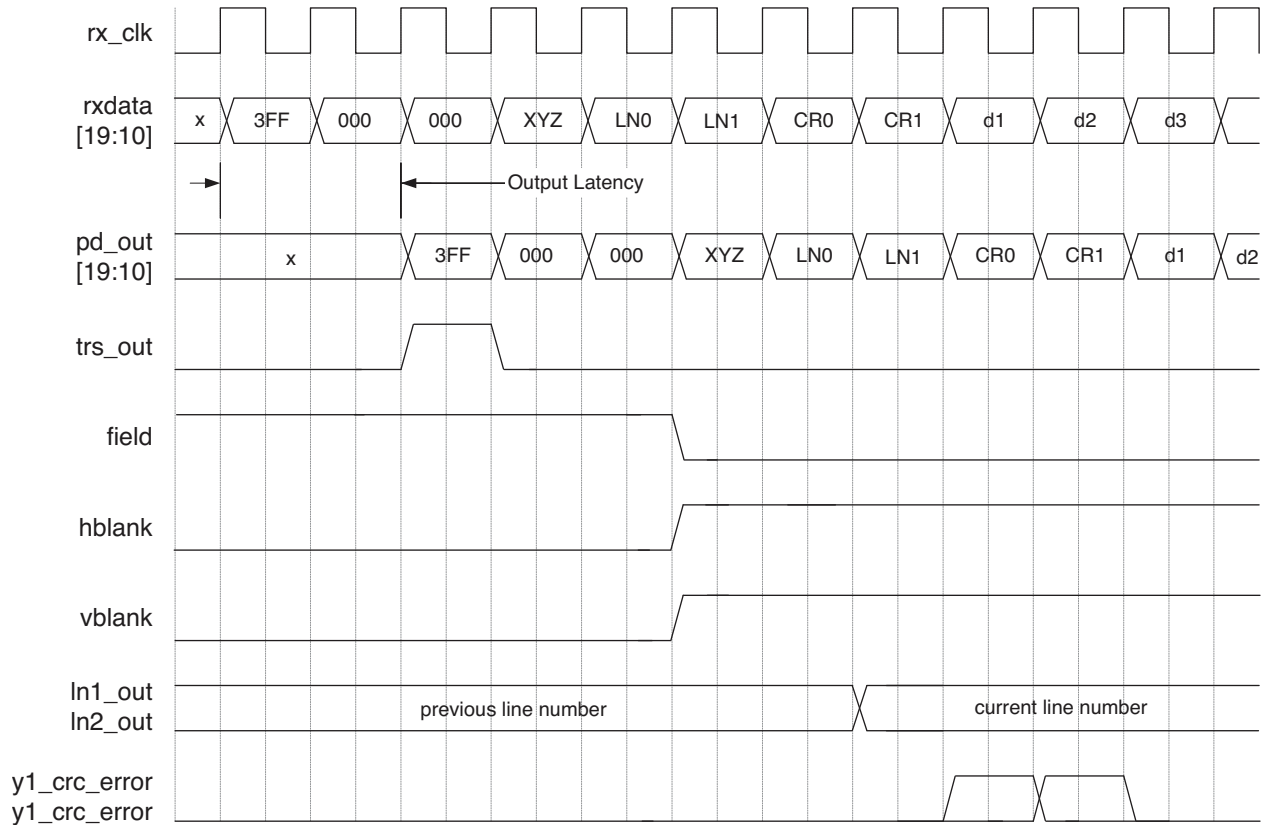 rx_clk
rxdata
[19:10]
x 3FF 000 000 XYZ LN0 LN1 CR0 CR1 d1 d2 d3
Output Latency
pd_out
[19:10]
x 3FF 000 000 XYZ LN0 LN1 CR0 CR1 d1 d2
trs_out
field
hblank
vblank
ln1_out
ln2_out
previous line number current line number
y1_crc_error
y1_crc_error